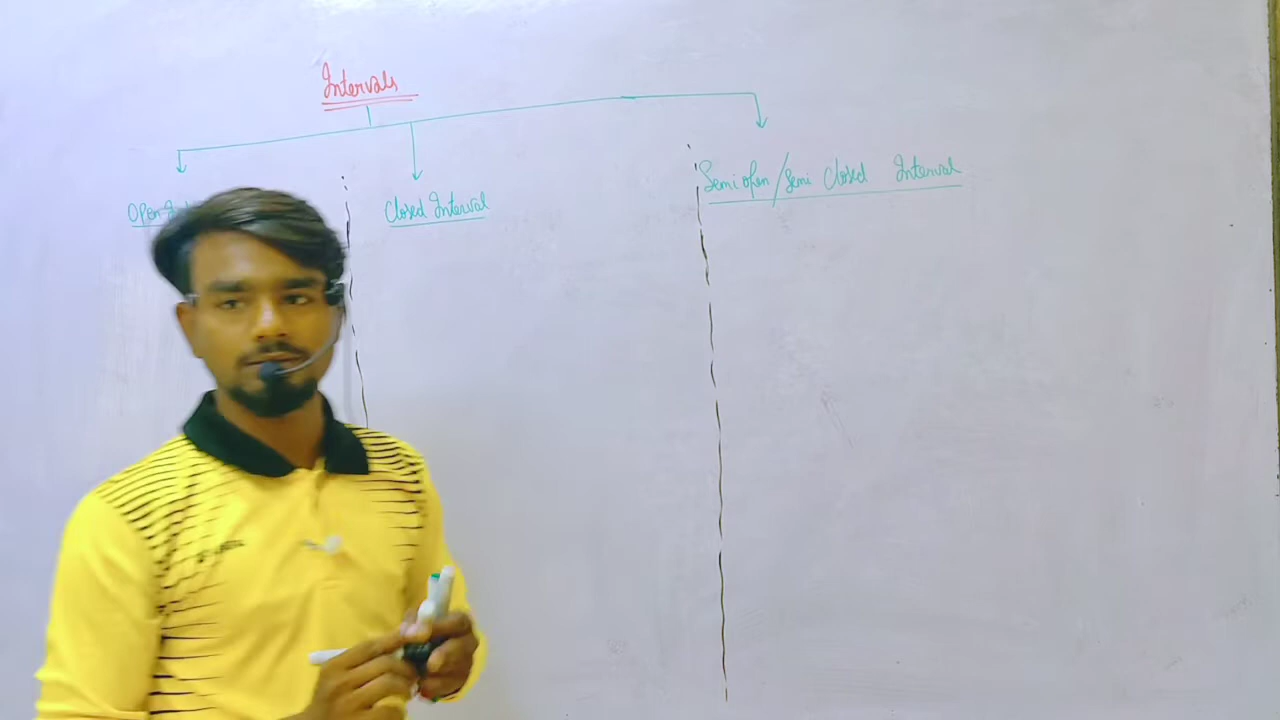 Intervals
Open
Closed Interval
Semi open/Semi Closed Interval